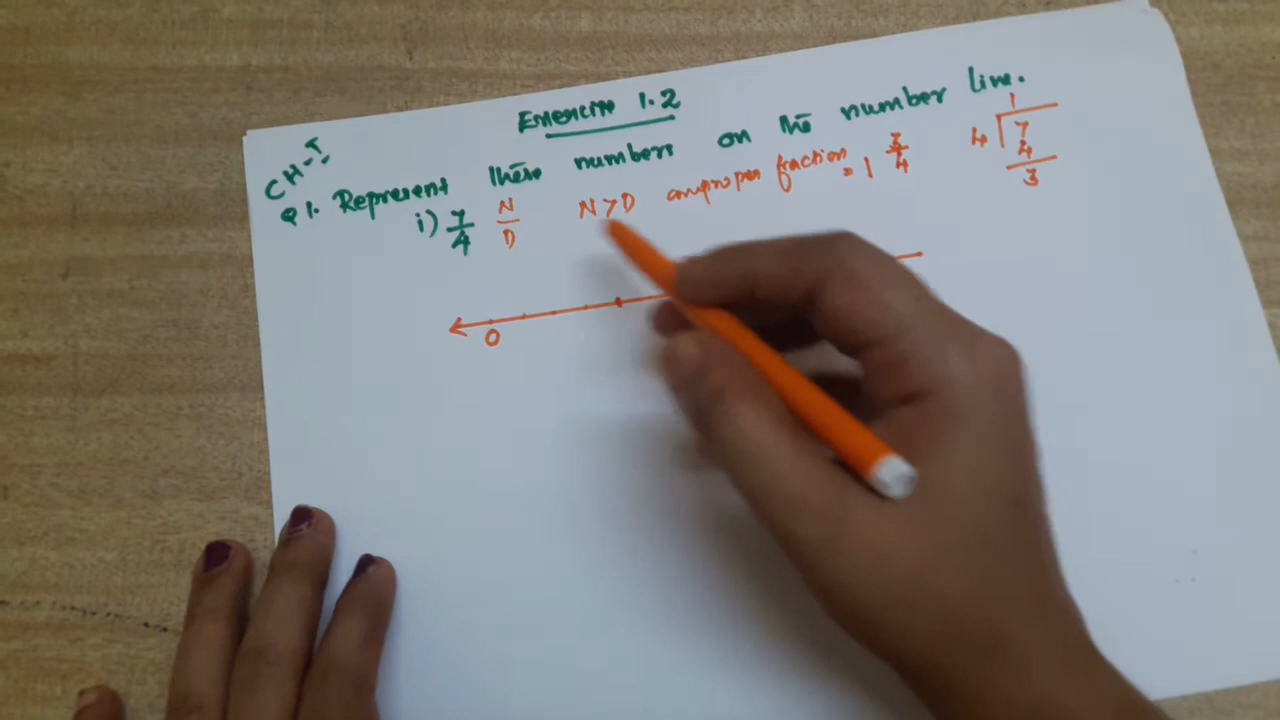 Exercise 1.2
CH-I
Q1. Represent these numbers on the number line.
i) 7/4 N/D N>D improper fraction = 1 3/4
1
4 7
4
3
0